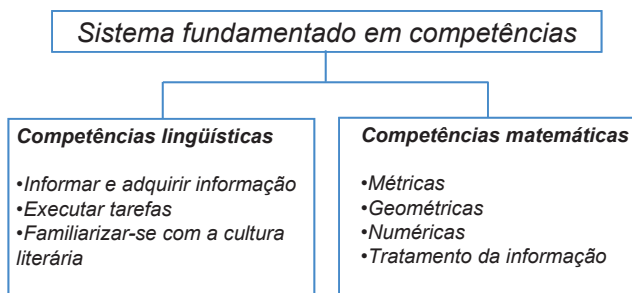 Sistema fundamentado em competências
Competências lingüísticas
•Informar e adquirir informação
•Executar tarefas
•Familiarizar-se com a cultura
literária
Competências matemáticas
•Métricas
•Geométricas
•Numéricas
•Tratamento da informação